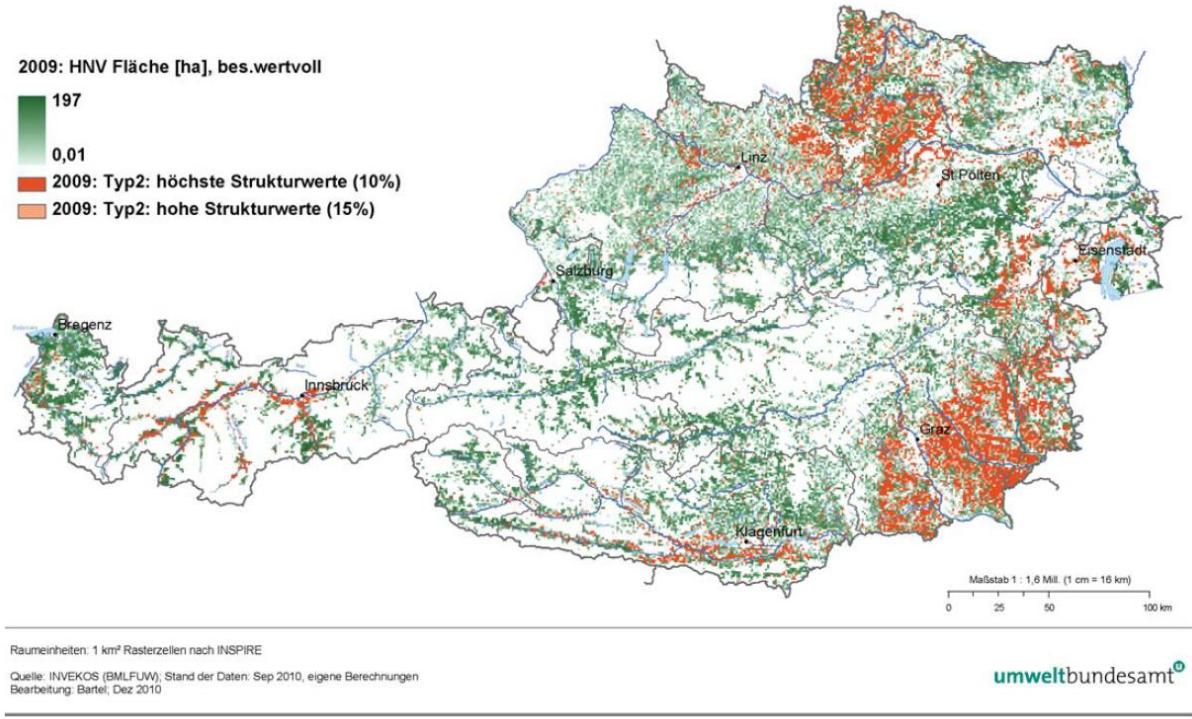 2009: HNV Fläche [ha], bes.wertvoll
197
0,01
2009: Typ2: höchste Strukturwerte (10%)
2009: Typ2: hohe Strukturwerte (15%)
Linz
St Pölten
Eisenstadt
Salzburg
Bregenz
Innsbruck
Graz
Klagenfurt
Maßstab 1 : 1,6 Mill. (1 cm = 16 km)
0 25 50 100 km
Raumeinheiten: 1 km² Rasterzellen nach INSPIRE
Quelle: INVEKOS (BMLFUW); Stand der Daten: Sep 2010, eigene Berechnungen
Bearbeitung: Bartel; Dez 2010
umweltbundesamt